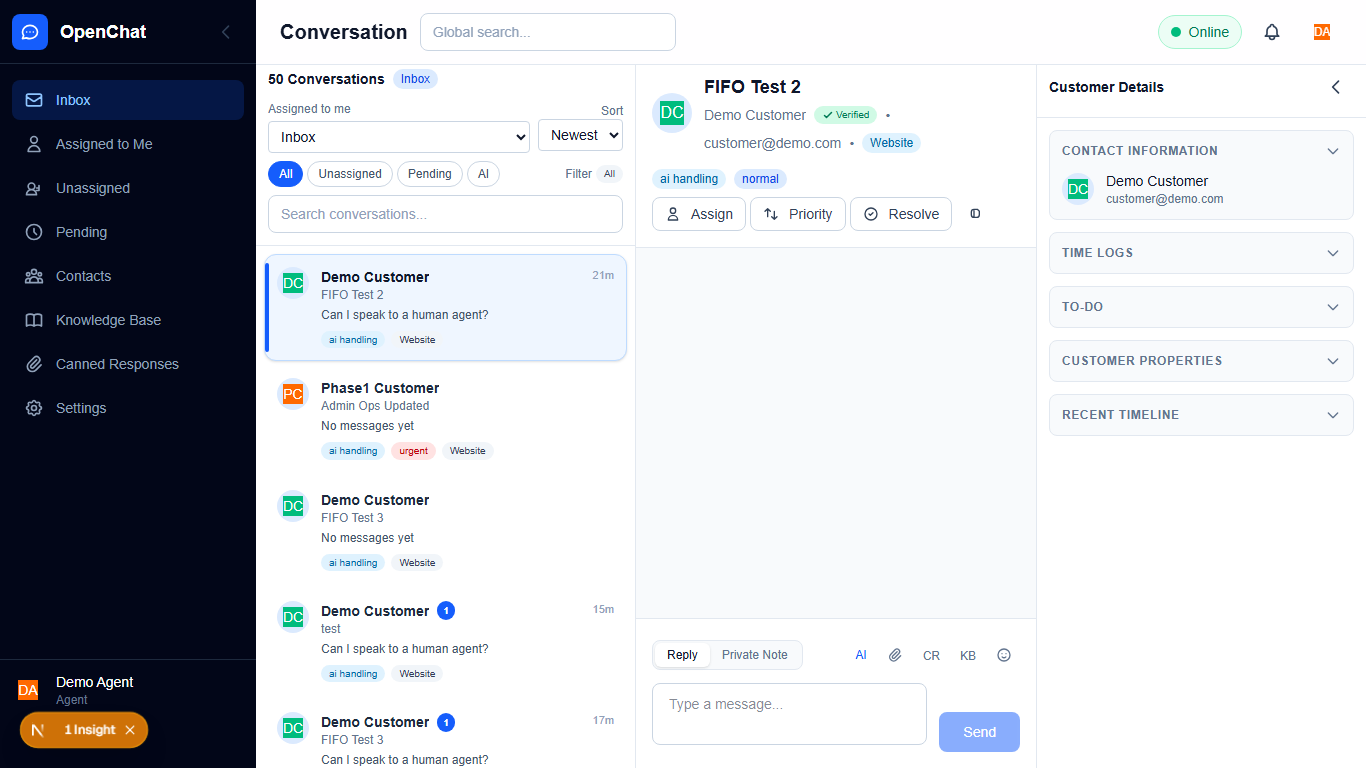 OpenChat
Inbox
Assigned to Me
Unassigned
Pending
Contacts
Knowledge Base
Canned Responses
Settings
DA
Demo Agent
Agent
N 1 Insight
Conversation
Global search...
Online
DA
50 Conversations Inbox
Assigned to me
Sort
Inbox
Newest
All Unassigned Pending AI Filter All
Search conversations...
DC
Demo Customer 21m
FIFO Test 2
Can I speak to a human agent?
ai handling Website
PC
Phase1 Customer
Admin Ops Updated
No messages yet
ai handling urgent Website
DC
Demo Customer
FIFO Test 3
No messages yet
ai handling Website
DC
Demo Customer 1 15m
test
Can I speak to a human agent?
ai handling Website
DC
Demo Customer 1 17m
FIFO Test 3
Can I speak to a human agent?
DC
FIFO Test 2
Demo Customer Verified •
customer@demo.com • Website
ai handling normal
Assign Priority Resolve
Reply Private Note AI CR KB
Type a message...
Send
Customer Details
CONTACT INFORMATION
DC
Demo Customer
customer@demo.com
TIME LOGS
TO-DO
CUSTOMER PROPERTIES
RECENT TIMELINE